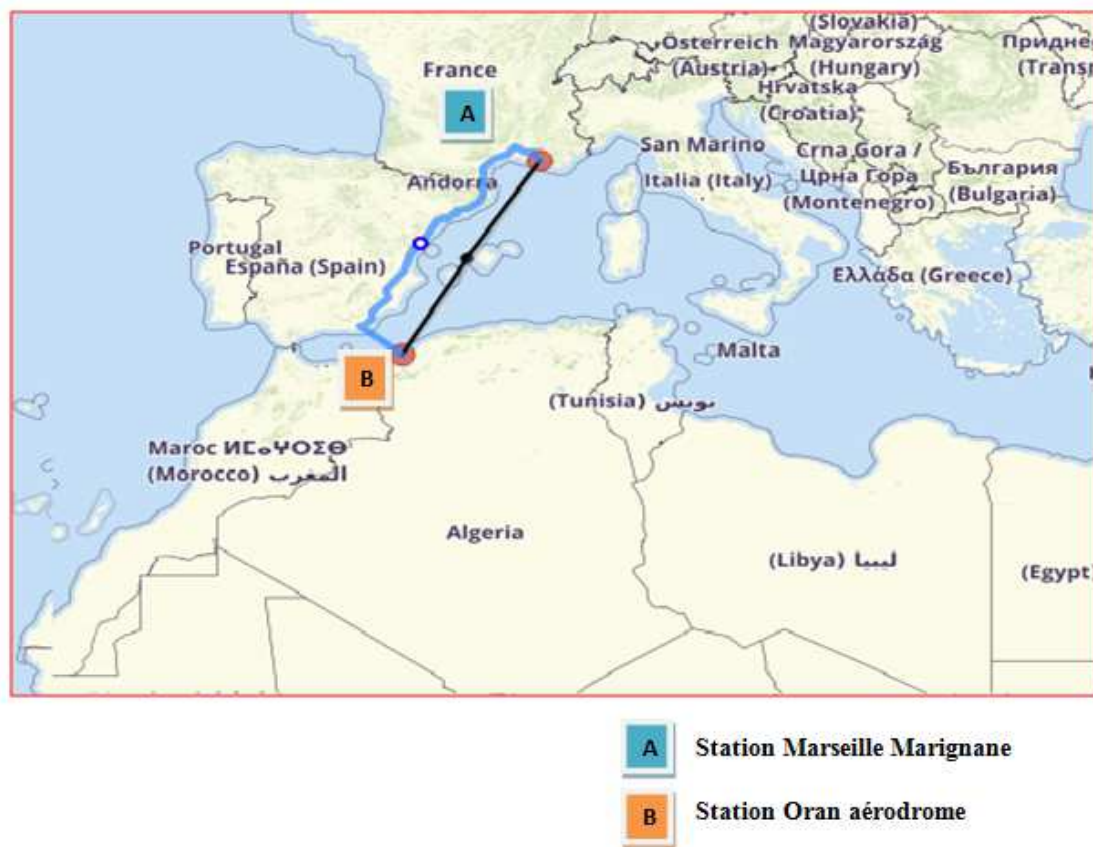 (Slovakia)
Österreich
(Austria)
Magyarország
(Hungary)
France
Hrvatska
(Croatia)
A
San Marino
Italia (Italy)
Crna Gora /
Црна Гора
(Montenegro)
България
(Bulgaria)
Andorra
Portugal
España (Spain)
Ελλάδα (Greece)
Malta
B
(Tunisia) تونس
Maroc ⵍⵎⵖⵔⵉⴱ
(Morocco) المغرب
Algeria
(Libya) ليبيا
(Egypt)
A Station Marseille Marignane
B Station Oran aérodrome